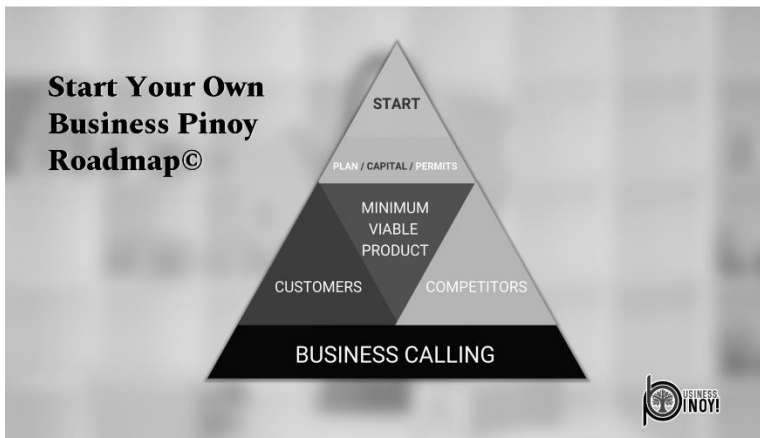 Start Your Own
Business Pinoy
Roadmap©
START
PLAN / CAPITAL / PERMITS
MINIMUM
VIABLE
PRODUCT
CUSTOMERS
COMPETITORS
BUSINESS CALLING
BUSINESS
PINOY!